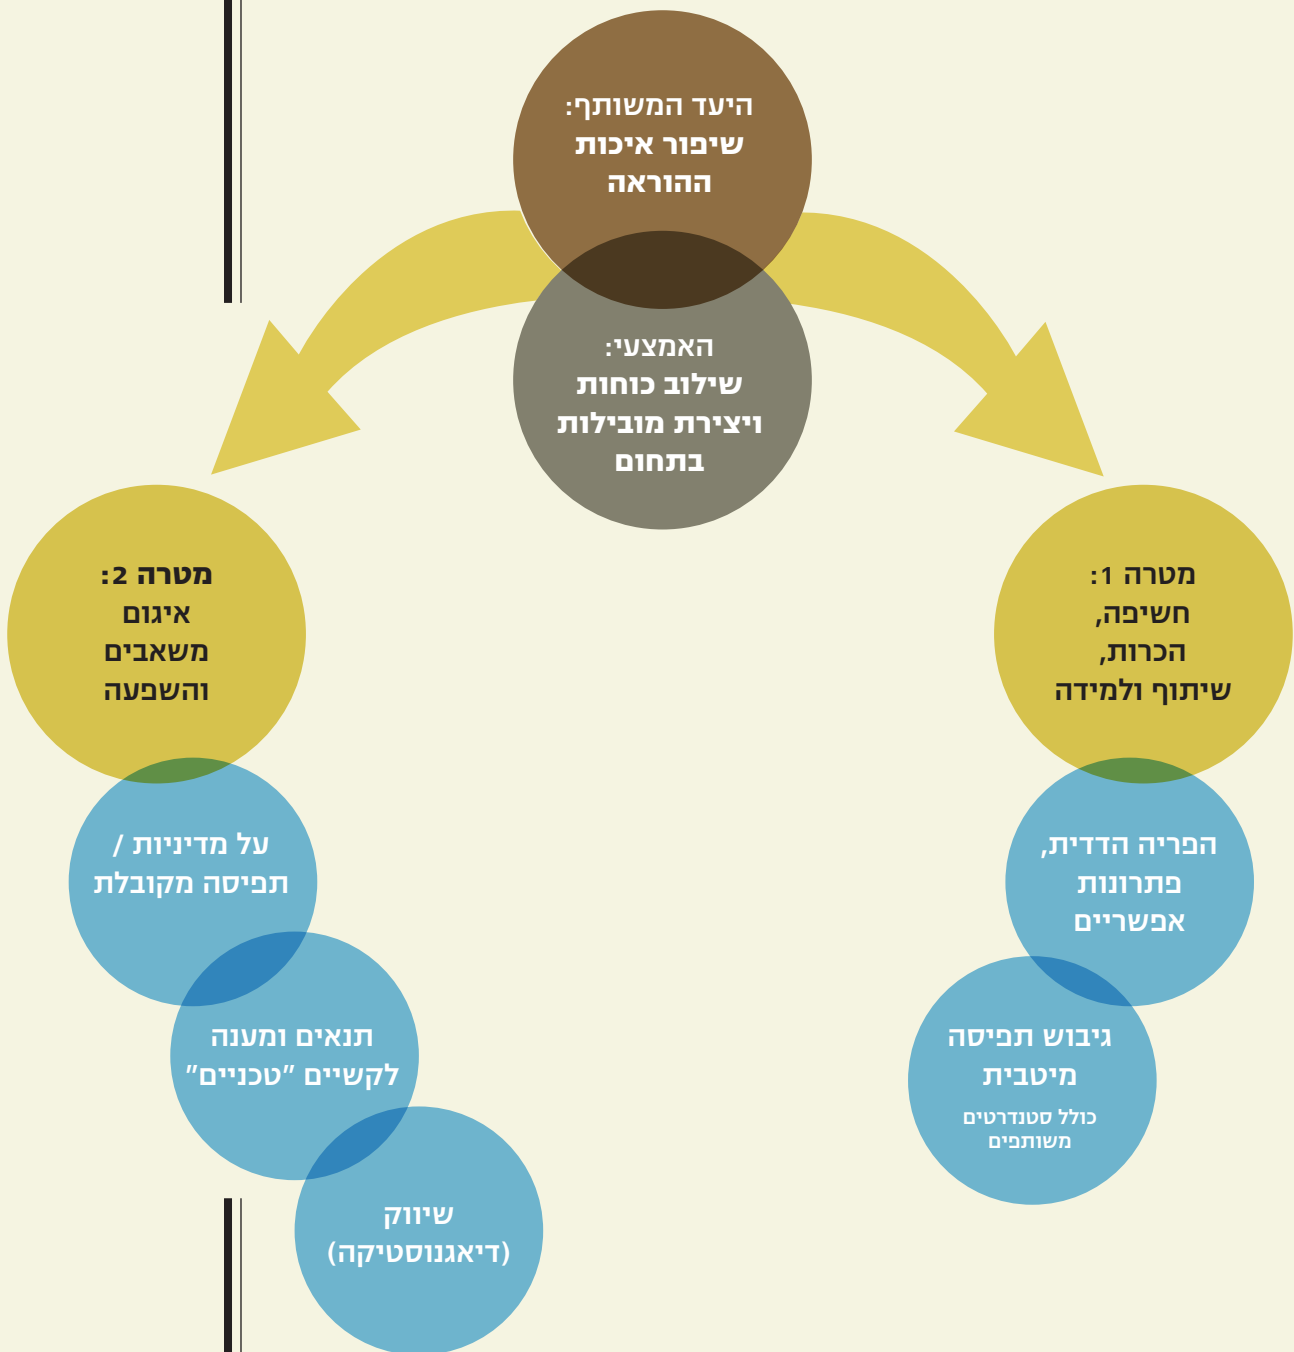 היעד המשותף:
שיפור איכות
ההוראה
האמצעי:
שילוב כוחות
ויצירת מובילות
בתחום
מטרה 1:
חשיפה,
הכרות,
שיתוף ולמידה
הפריה הדדית,
פתרונות
אפשריים
גיבוש תפיסה
מיטבית
כולל סטנדרטים
משותפים
מטרה 2:
איגום
משאבים
והשפעה
על מדיניות /
תפיסה מקובלת
תנאים ומענה
לקשיים "טכניים"
שיווק
(דיאגנוסטיקה)